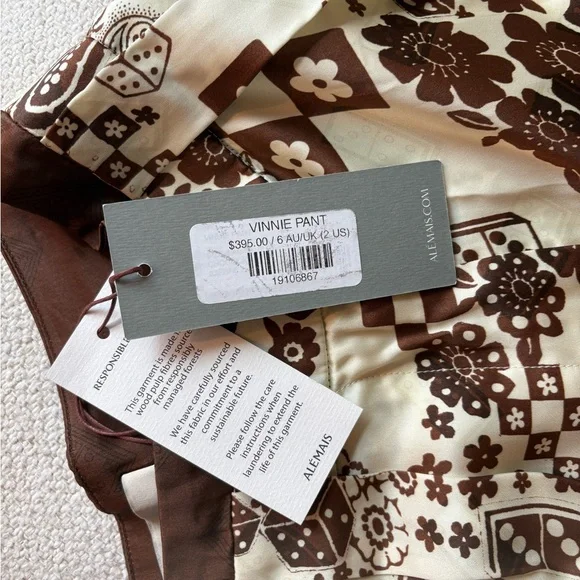 VINNIE PANT
$395.00 / 6 AU/UK (2 US)
19106867
ALEMAIS.COM
RESPONSIBLE
This garment is made
wood pulp fibres sourced
from responsibly
managed forests
We have carefully sourced
this fabric in our effort and
commitment to a
sustainable future.
Please follow the care
instructions when
laundering to extend the
life of this garment.
ALÉMAIS